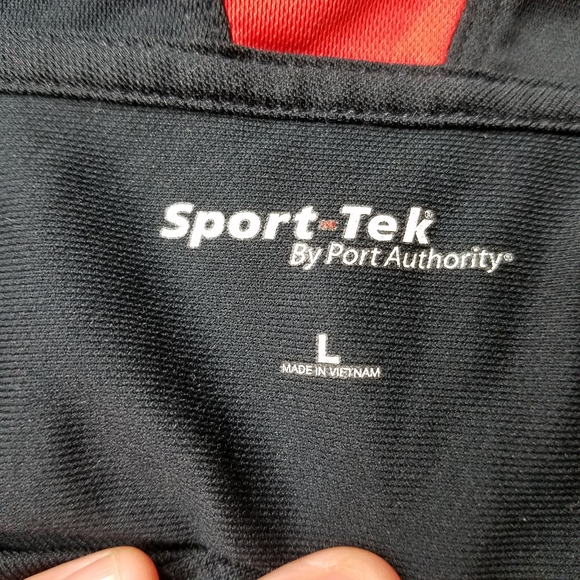 Sport-Tek®
By Port Authority®
L
MADE IN VIETNAM